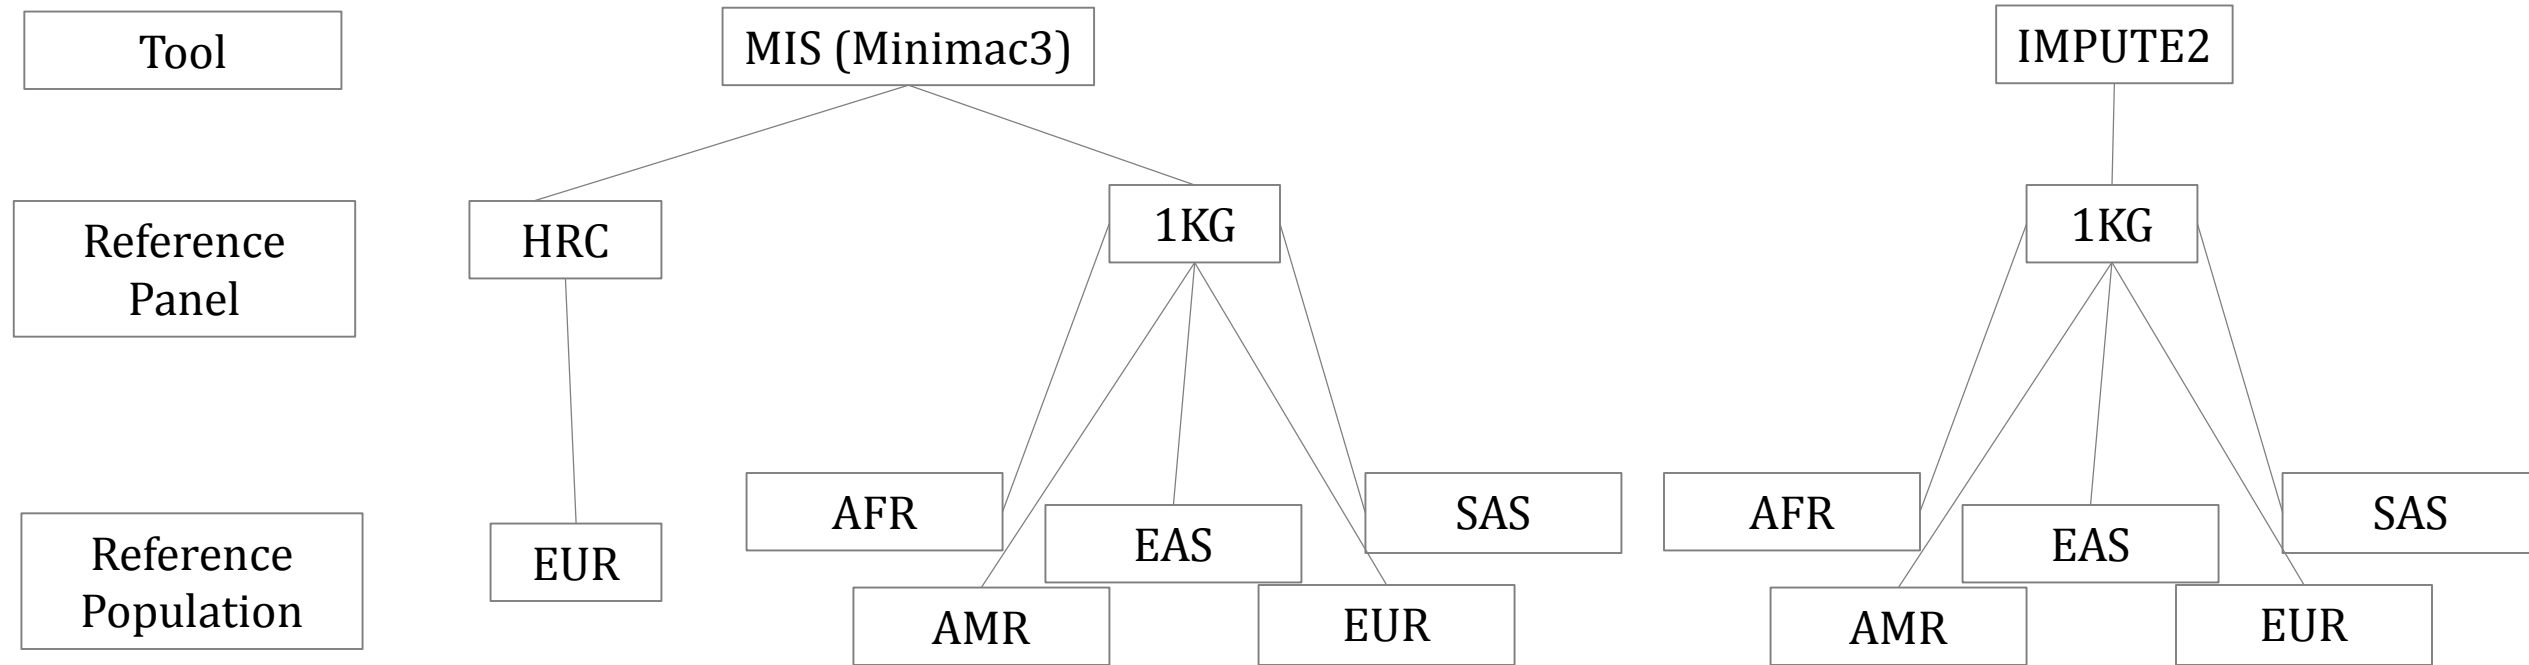 Tool
MIS (Minimac3)
IMPUTE2
Reference
Panel
HRC
1KG
1KG
Reference
Population
EUR
AFR
AMR
EAS
EUR
SAS
AFR
AMR
EAS
EUR
SAS